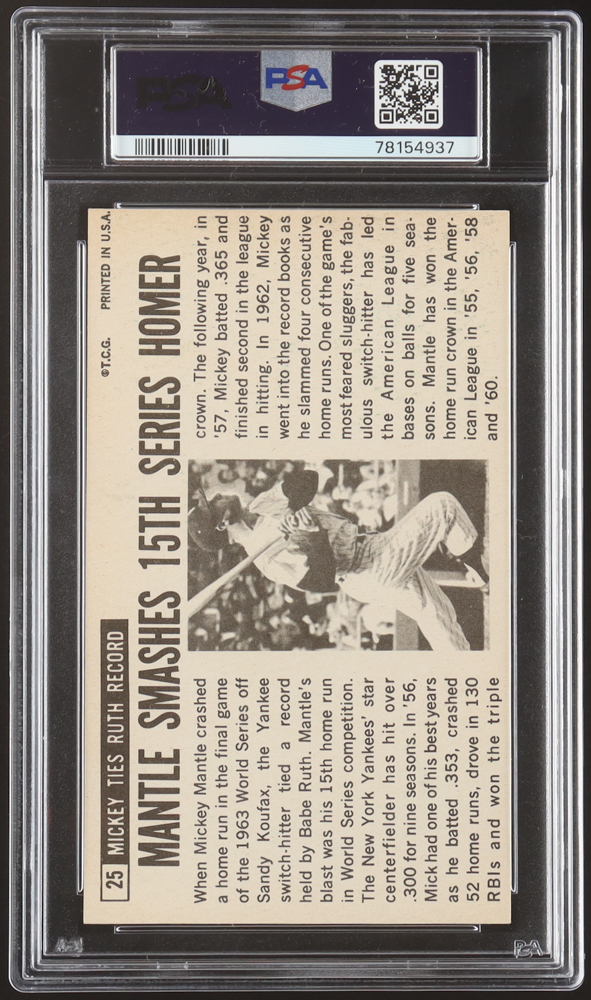 PSA
PSA
78154937
25 MICKEY TIES RUTH RECORD
©T.C.G. PRINTED IN U.S.A.
MANTLE SMASHES 15TH SERIES HOMER
When Mickey Mantle crashed
a home run in the final game
of the 1963 World Series off
Sandy Koufax, the Yankee
switch-hitter tied a record
held by Babe Ruth. Mantle's
blast was his 15th home run
in World Series competition.
The New York Yankees' star
centerfielder has hit over
.300 for nine seasons. In '56,
Mick had one of his best years
as he batted .353, crashed
52 home runs, drove in 130
RBIs and won the triple
crown. The following year, in
'57, Mickey batted .365 and
finished second in the league
in hitting. In 1962, Mickey
went into the record books as
he slammed four consecutive
home runs. One of the game's
most feared sluggers, the fab-
ulous switch-hitter has led
the American League in
bases on balls for five sea-
sons. Mantle has won the
home run crown in the Amer-
ican League in '55, '56, '58
and '60.
PSA
PSA